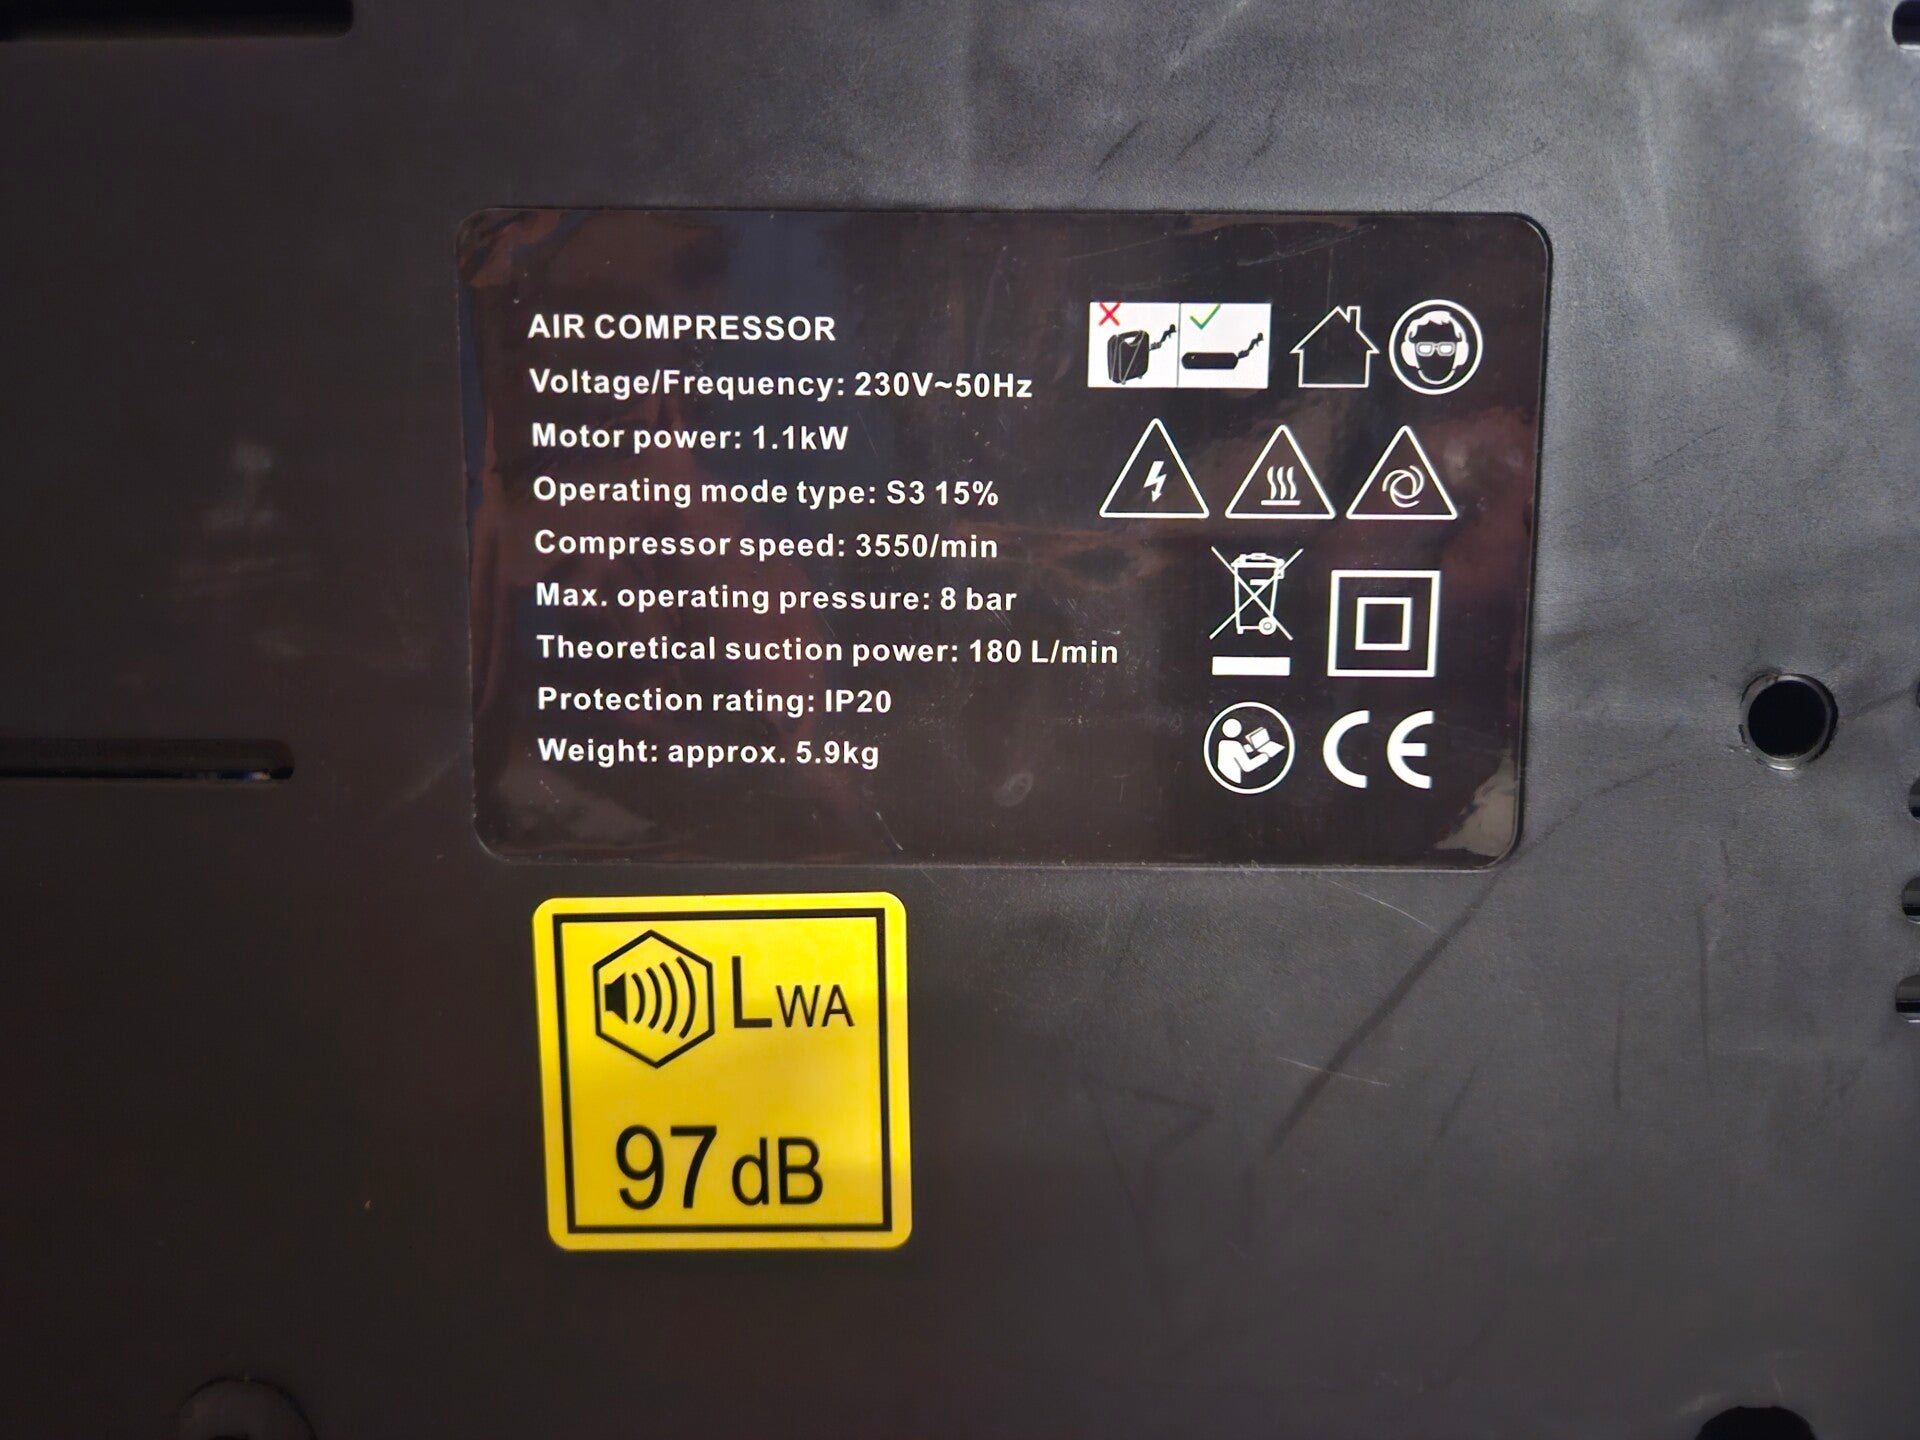 AIR COMPRESSOR
Voltage/Frequency: 230V~50Hz
Motor power: 1.1kW
Operating mode type: S3 15%
Compressor speed: 3550/min
Max. operating pressure: 8 bar
Theoretical suction power: 180 L/min
Protection rating: IP20
Weight: approx. 5.9kg
CE
LWA
97 dB